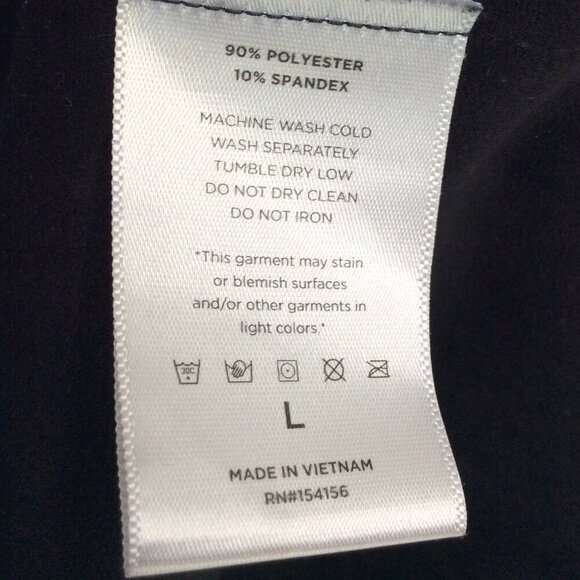 90% POLYESTER
10% SPANDEX
MACHINE WASH COLD
WASH SEPARATELY
TUMBLE DRY LOW
DO NOT DRY CLEAN
DO NOT IRON
*This garment may stain
or blemish surfaces
and/or other garments in
light colors.*
30C
L
MADE IN VIETNAM
RN#154156